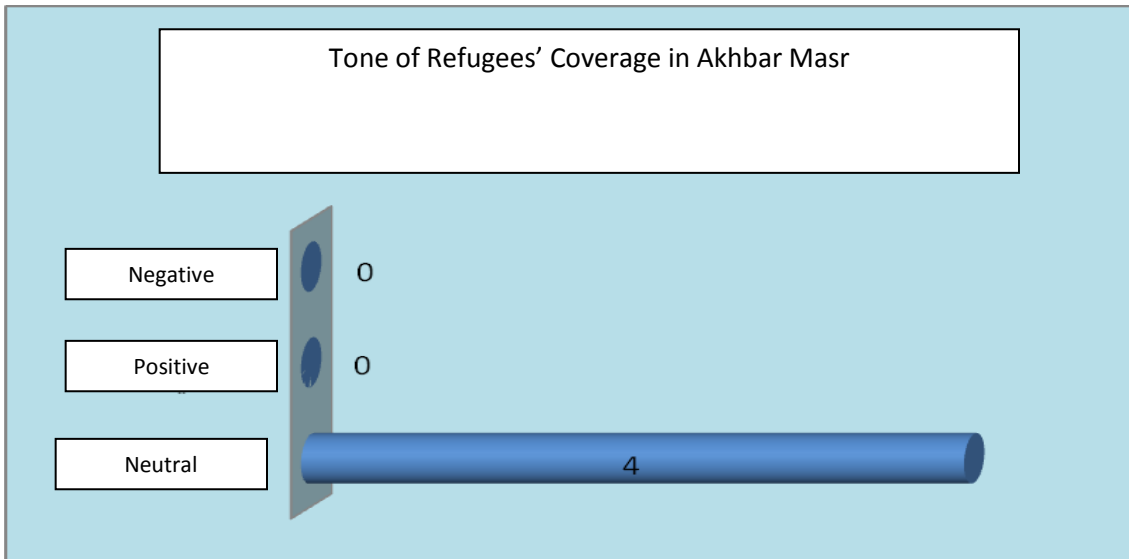 Tone of Refugees’ Coverage in Akhbar Masr
Negative 0
Positive 0
Neutral 4